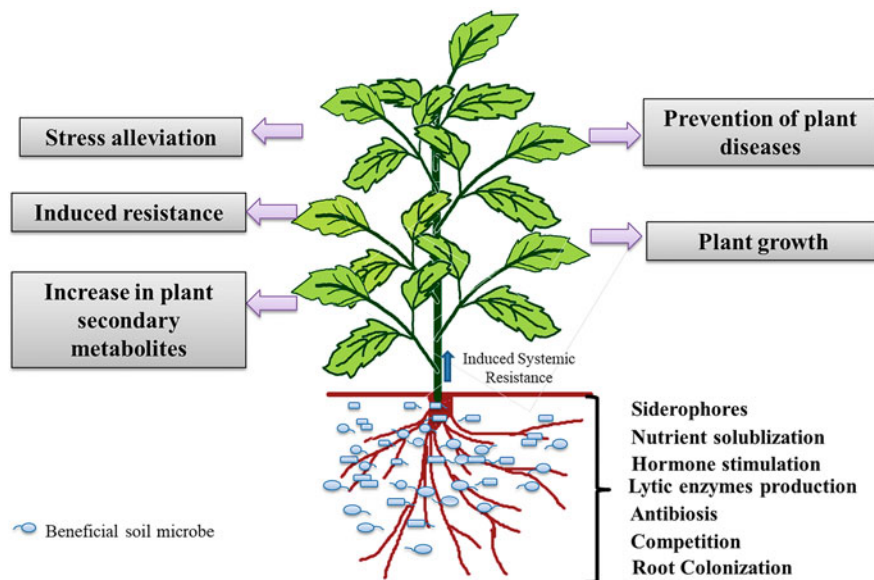 Stress alleviation
Induced resistance
Increase in plant
secondary
metabolites
Prevention of plant
diseases
Plant growth
Induced Systemic
Resistance
Siderophores
Nutrient solublization
Hormone stimulation
Lytic enzymes production
Antibiosis
Competition
Root Colonization
Beneficial soil microbe